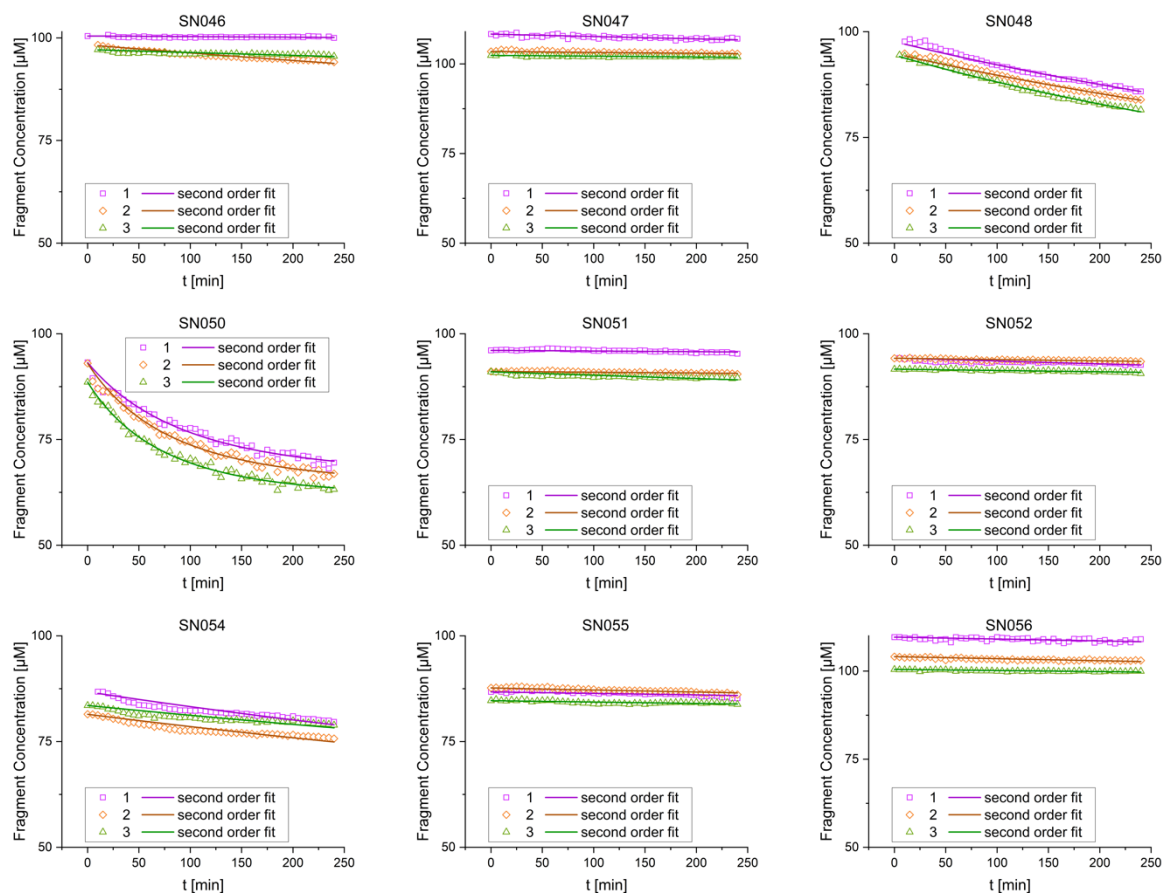 SN046
Fragment Concentration [µM]
100
75
50
1 second order fit
2 second order fit
3 second order fit
0 50 100 150 200 250
t [min]
SN047
Fragment Concentration [µM]
100
75
50
1 second order fit
2 second order fit
3 second order fit
0 50 100 150 200 250
t [min]
SN048
Fragment Concentration [µM]
100
75
50
1 second order fit
2 second order fit
3 second order fit
0 50 100 150 200 250
t [min]
SN050
Fragment Concentration [µM]
100
75
50
1 second order fit
2 second order fit
3 second order fit
0 50 100 150 200 250
t [min]
SN051
Fragment Concentration [µM]
100
75
50
1 second order fit
2 second order fit
3 second order fit
0 50 100 150 200 250
t [min]
SN052
Fragment Concentration [µM]
100
75
50
1 second order fit
2 second order fit
3 second order fit
0 50 100 150 200 250
t [min]
SN054
Fragment Concentration [µM]
100
75
50
1 second order fit
2 second order fit
3 second order fit
0 50 100 150 200 250
t [min]
SN055
Fragment Concentration [µM]
100
75
50
1 second order fit
2 second order fit
3 second order fit
0 50 100 150 200 250
t [min]
SN056
Fragment Concentration [µM]
100
75
50
1 second order fit
2 second order fit
3 second order fit
0 50 100 150 200 250
t [min]